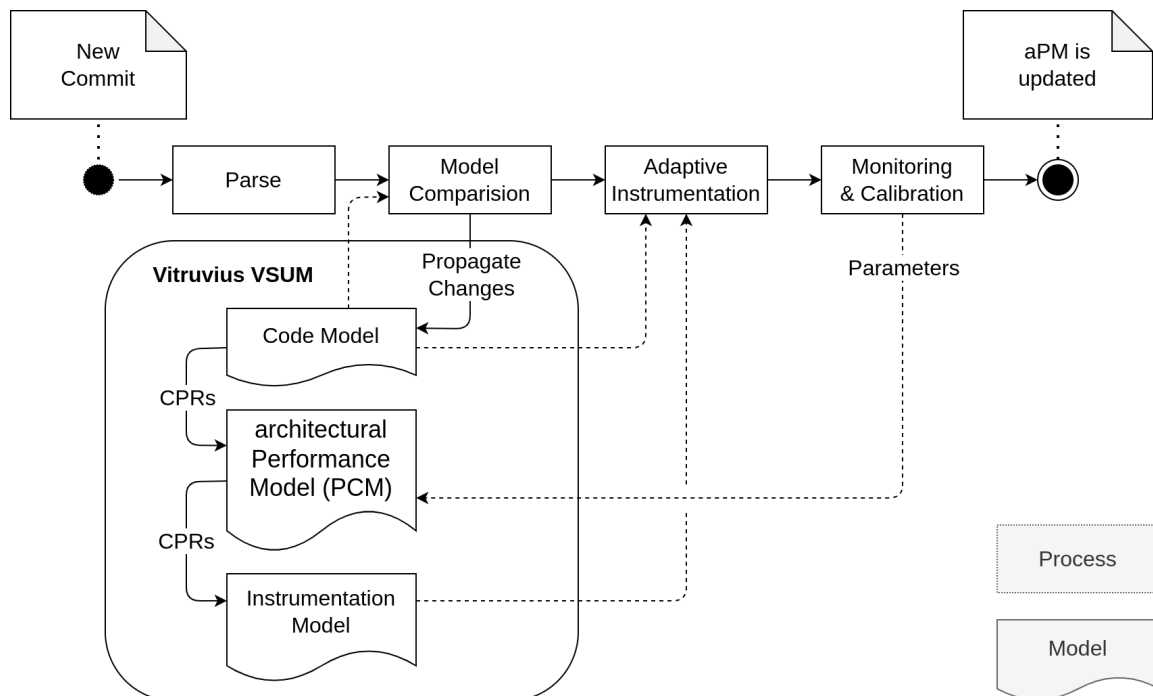 New
Commit
aPM is
updated
Parse
Model
Comparision
Adaptive
Instrumentation
Monitoring
& Calibration
Vitruvius VSUM
Propagate
Changes
Parameters
Code Model
CPRs
architectural
Performance
Model (PCM)
CPRs
Instrumentation
Model
Process
Model